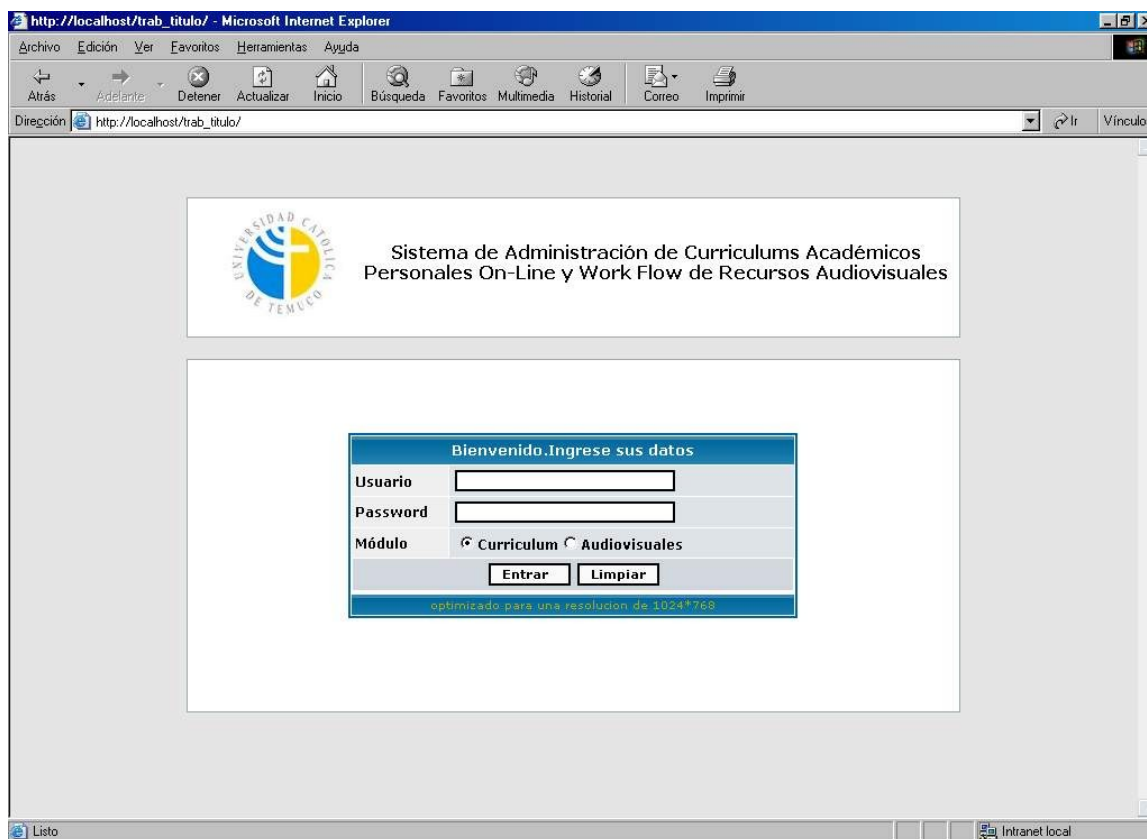 http://localhost/trab_titulo/ - Microsoft Internet Explorer
Archivo Edición Ver Favoritos Herramientas Ayuda
Atrás Adelante Detener Actualizar Inicio Búsqueda Favoritos Multimedia Historial Correo Imprimir
Dirección http://localhost/trab_titulo/ Ir Vínculo
UNIVERSIDAD CATOLICA DE TEMUCO
Sistema de Administración de Curriculums Académicos
Personales On-Line y Work Flow de Recursos Audiovisuales
Bienvenido.Ingrese sus datos
Usuario
Password
Módulo Curriculum Audiovisuales
Entrar Limpiar
optimizado para una resolucion de 1024*768
Listo Intranet local